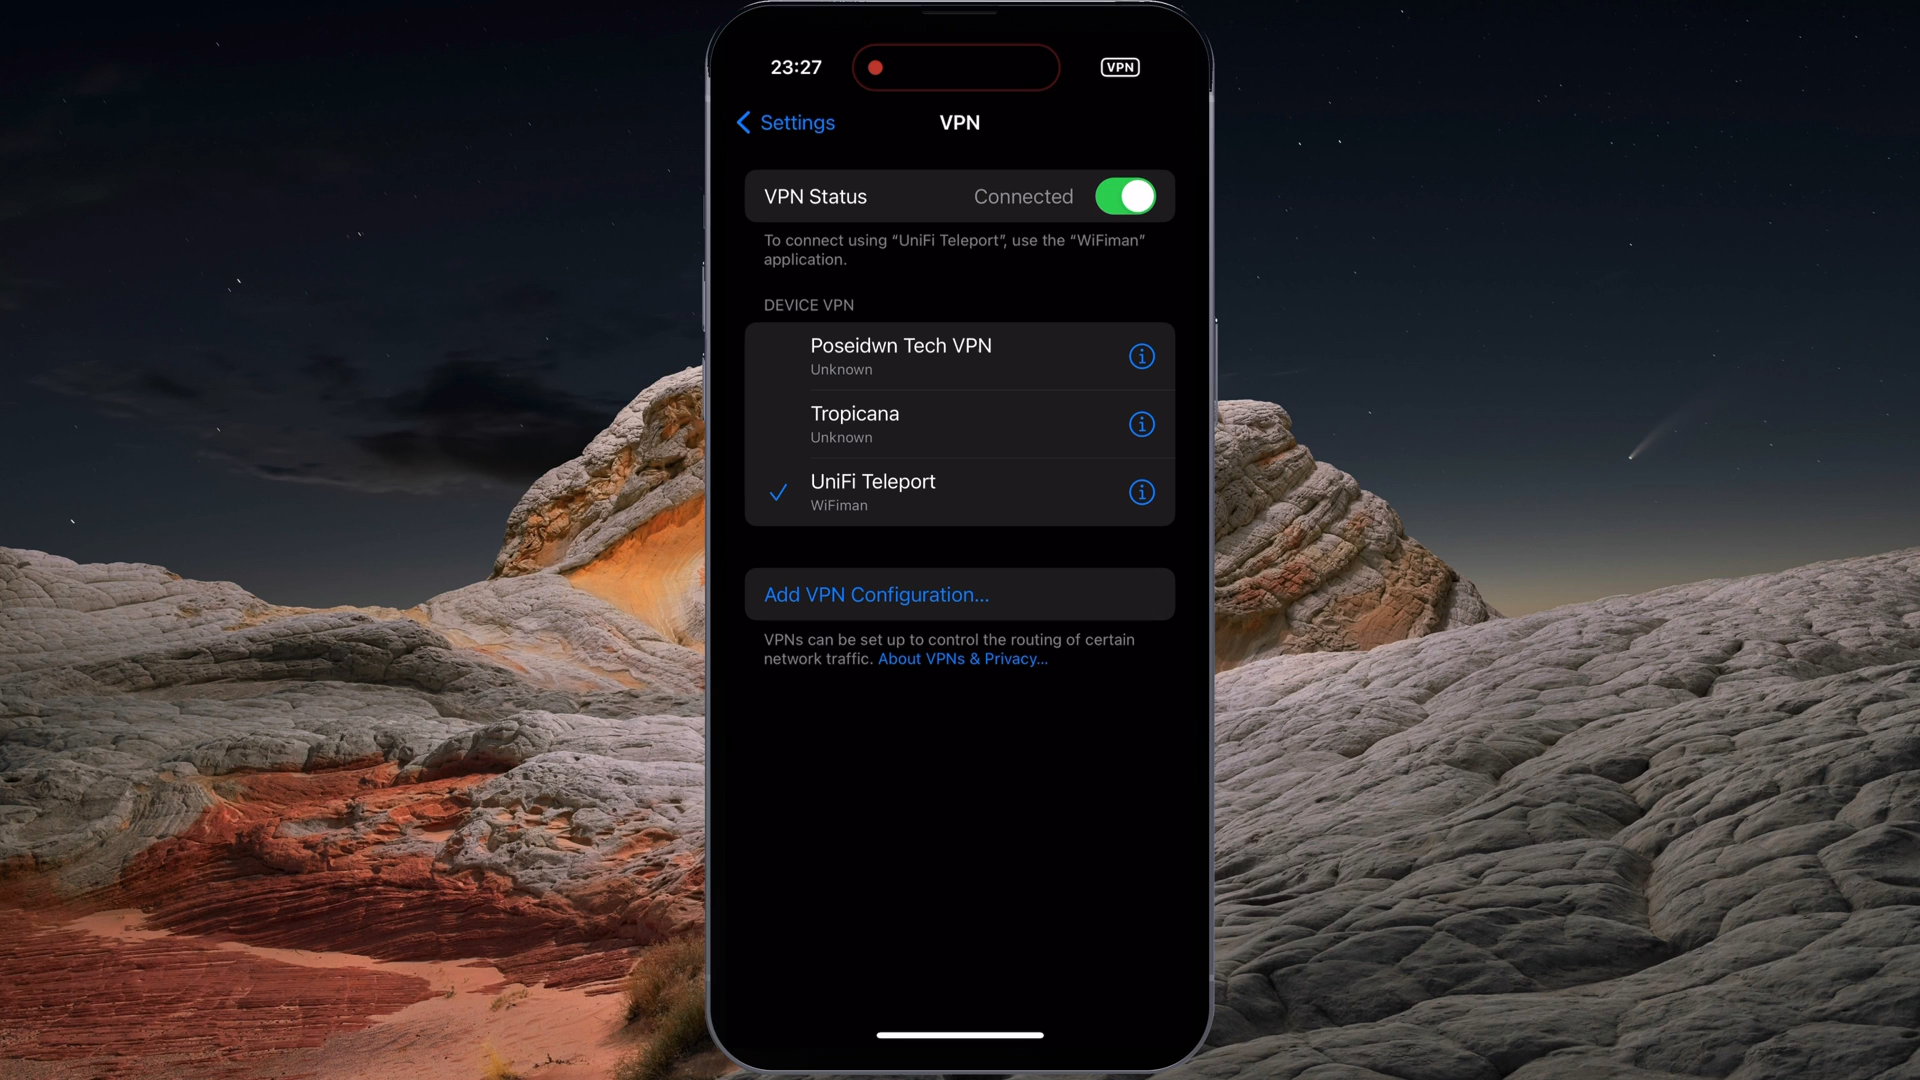 23:27
VPN
Settings
VPN
VPN Status
Connected
To connect using “UniFi Teleport”, use the “WiFiman”
application.
DEVICE VPN
Poseidwn Tech VPN
Unknown
Tropicana
Unknown
UniFi Teleport
WiFiman
Add VPN Configuration...
VPNs can be set up to control the routing of certain
network traffic. About VPNs & Privacy...